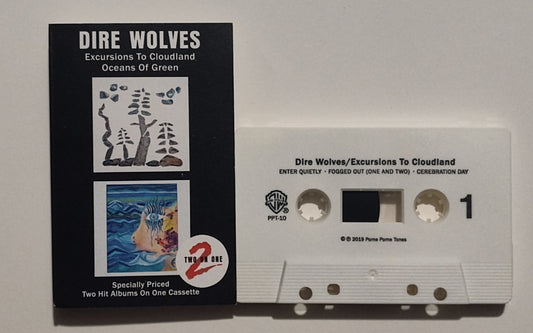 DIRE WOLVES
Excursions To Cloudland
Oceans Of Green
2
TWO ON ONE
Specially Priced
Two Hit Albums On One Cassette
Dire Wolves/Excursions To Cloudland
ENTER QUIETLY · FOGGED OUT (ONE AND TWO) · CEREBRATION DAY
PPT-10
1
© ℗ 2019 Pome Pome Tones